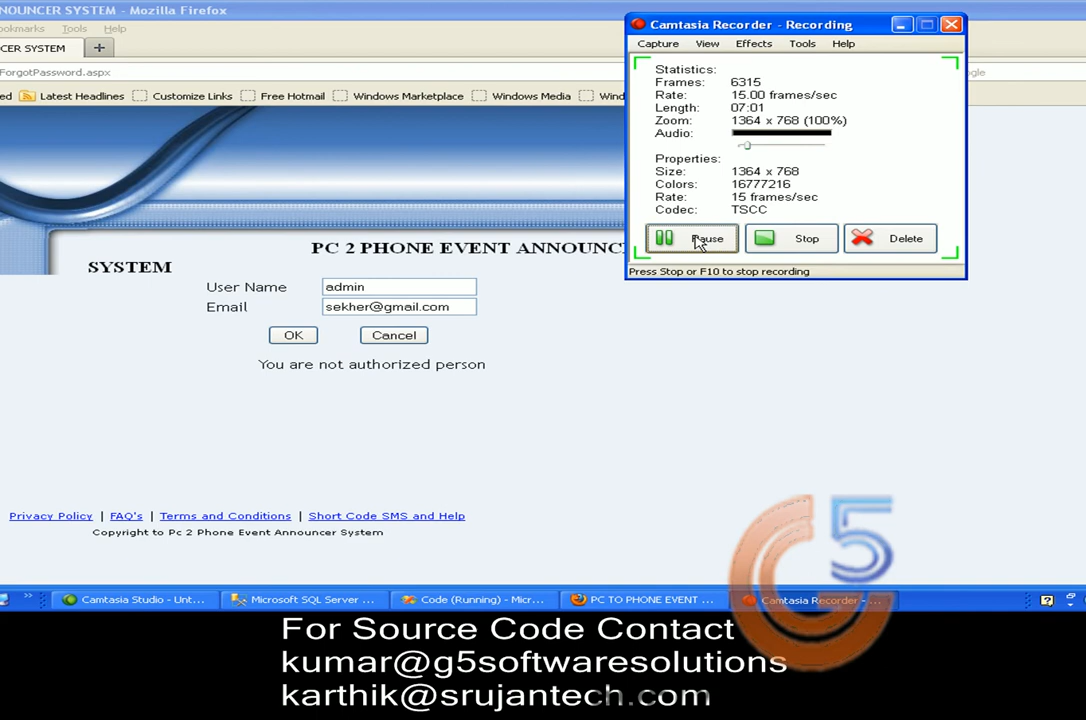 NOUNCER SYSTEM - Mozilla Firefox
ookmarks Tools Help
CER SYSTEM +
ForgotPassword.aspx
ogle
ed Latest Headlines Customize Links Free Hotmail Windows Marketplace Windows Media Wind
Camtasia Recorder - Recording
Capture View Effects Tools Help
Statistics:
Frames: 6315
Rate: 15.00 frames/sec
Length: 07:01
Zoom: 1364 x 768 (100%)
Audio:
Properties:
Size: 1364 x 768
Colors: 16777216
Rate: 15 frames/sec
Codec: TSCC
Pause Stop Delete
Press Stop or F10 to stop recording
PC 2 PHONE EVENT ANNOUNC
SYSTEM
User Name admin
Email sekher@gmail.com
OK Cancel
You are not authorized person
Privacy Policy | FAQ's | Terms and Conditions | Short Code SMS and Help
Copyright to Pc 2 Phone Event Announcer System
G5
» Camtasia Studio - Unt... Microsoft SQL Server ... Code (Running) - Micr... PC TO PHONE EVENT ... Camtasia Recorder - ...
For Source Code Contact
kumar@g5softwaresolutions
karthik@srujantech.com